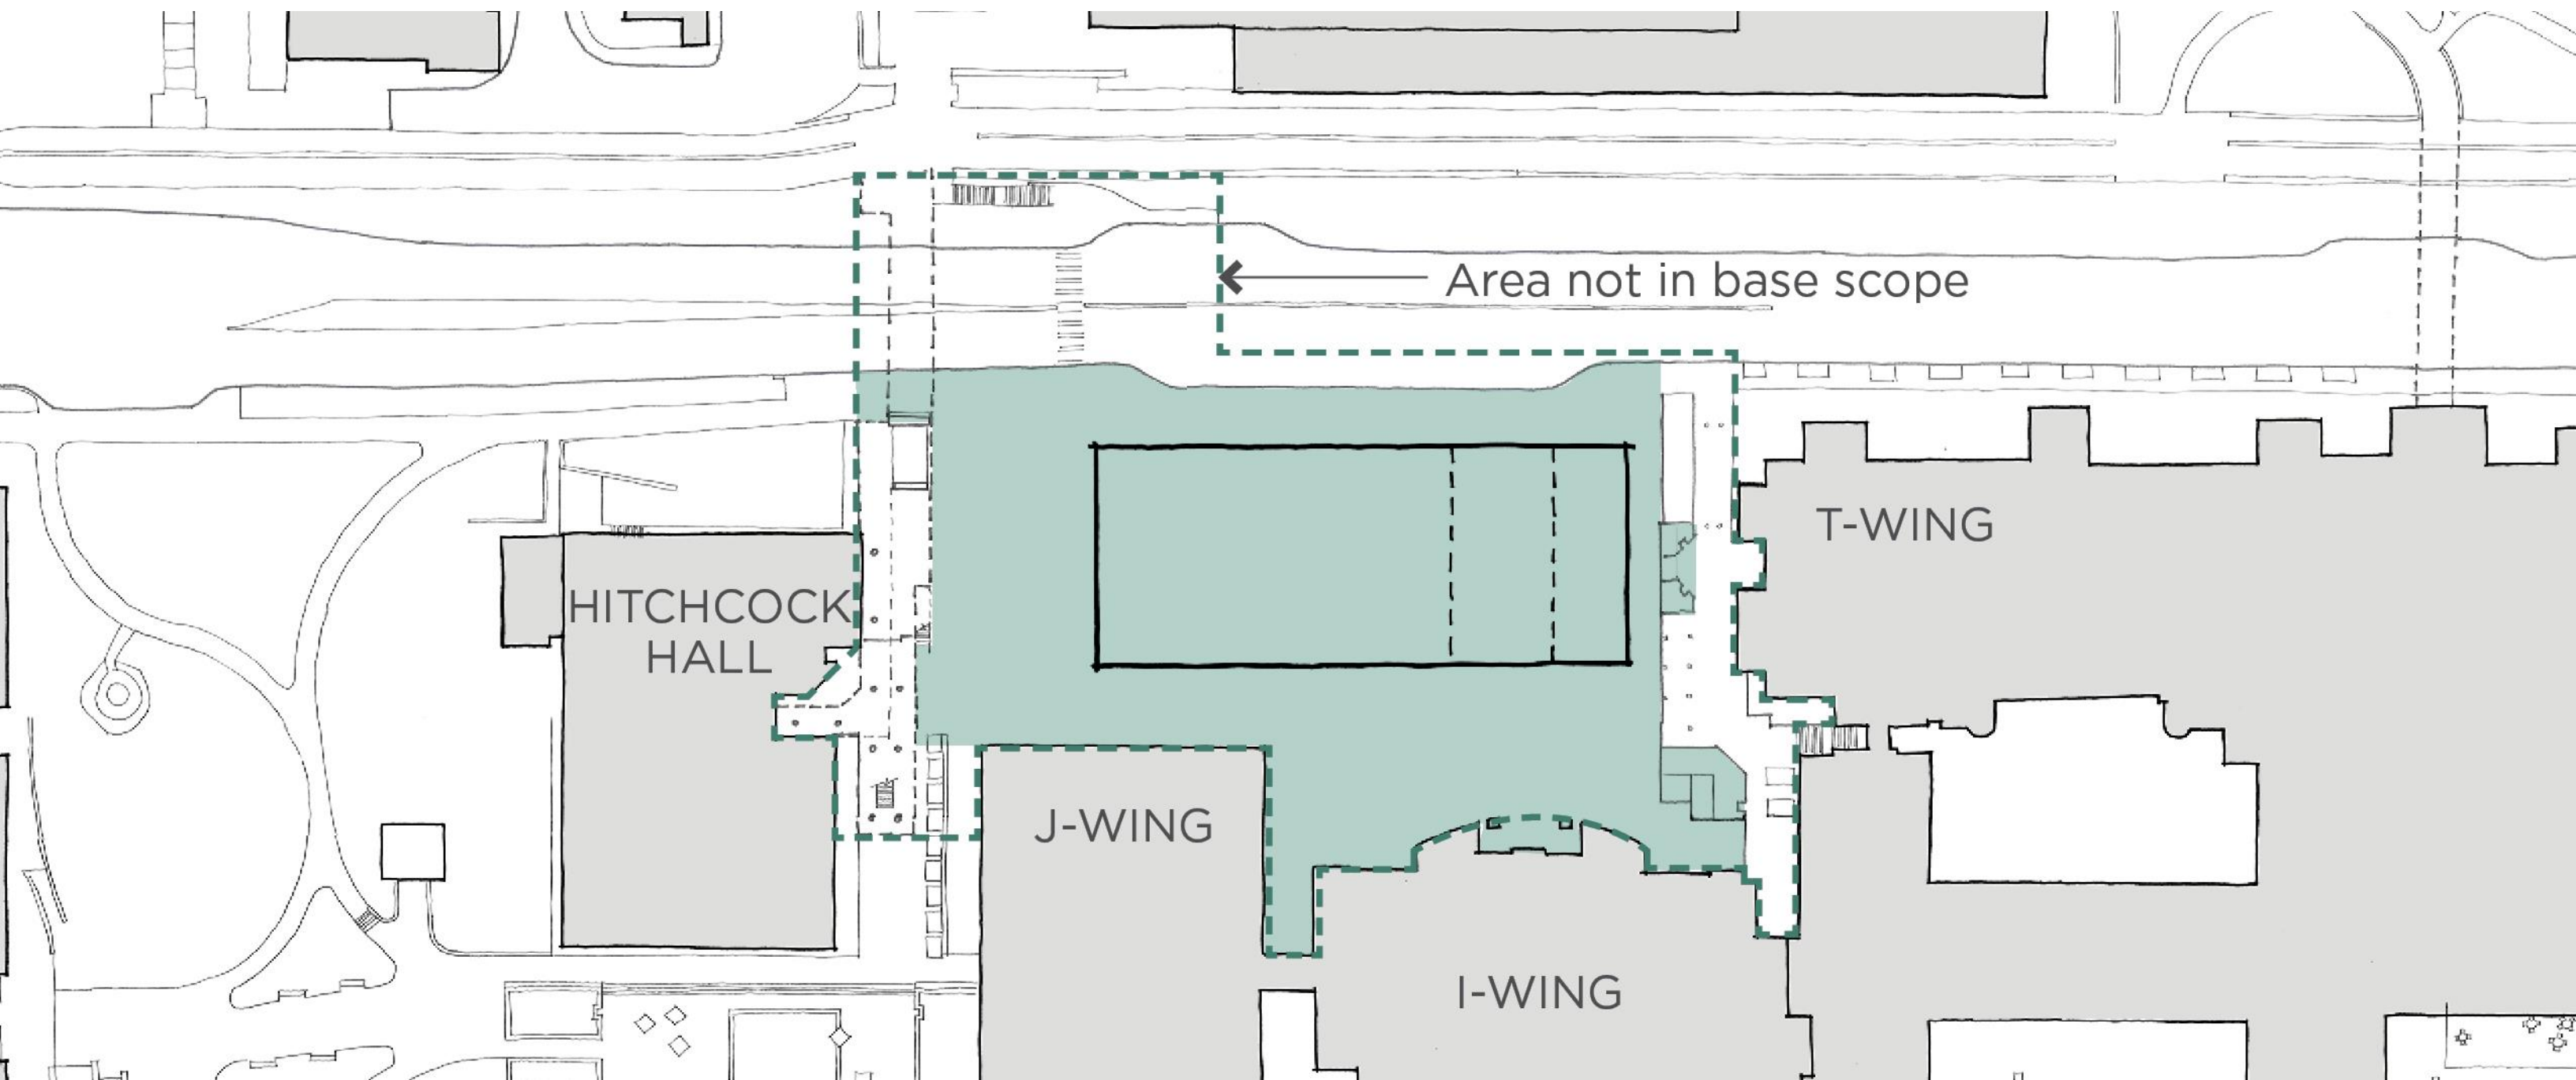 Area not in base scope
T-WING
HITCHCOCK
HALL
J-WING
I-WING